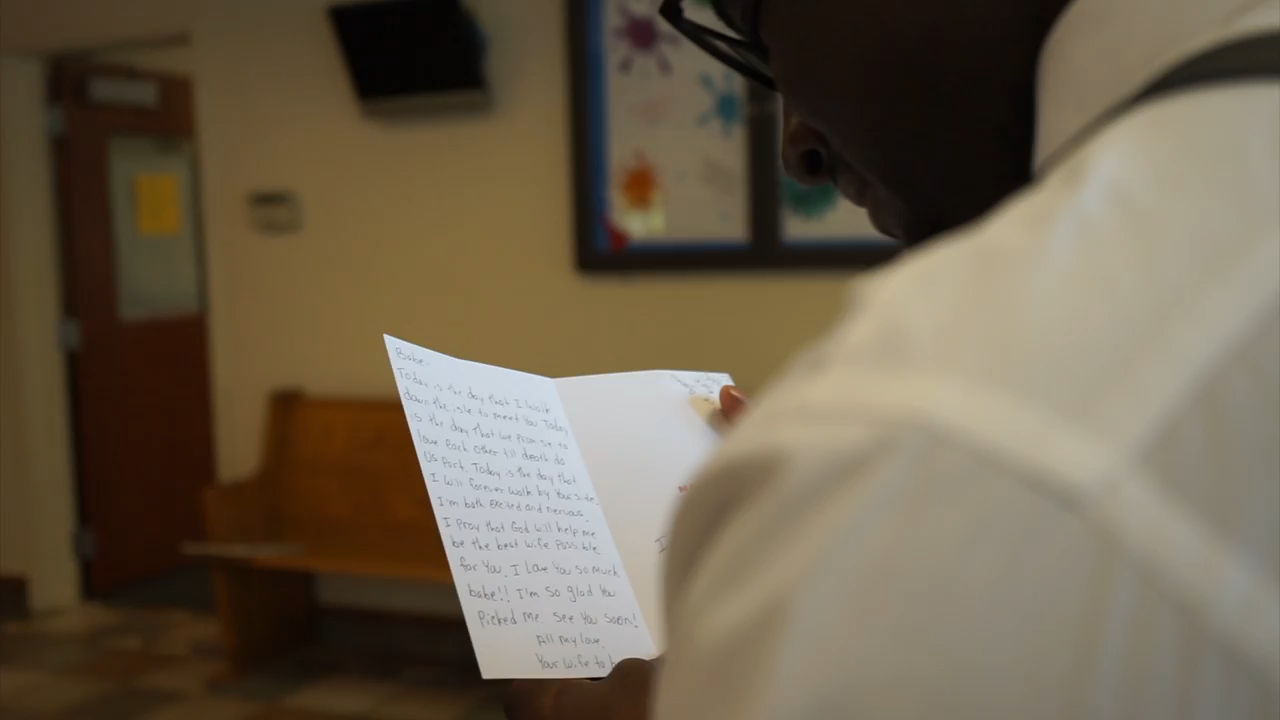 Babe-
Today is the day that I walk
down the isle to meet You Today
is the day that we promise to
love Each Other till death do
Us Part. Today is the day that
I will forever walk by Your side.
I'm both Excited and nervous.
I Pray that God will help me
be the best wife Possible
for You. I love You so much
babe!! I'm so glad You
Picked me. See You soon!
All my love,
Your Wife to b
I